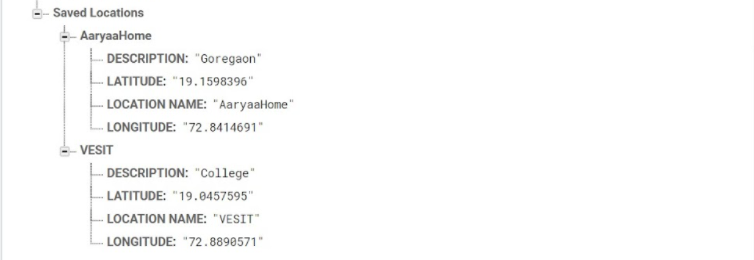 Saved Locations
AaryaaHome
DESCRIPTION: "Goregaon"
LATITUDE: "19.1598396"
LOCATION NAME: "AaryaaHome"
LONGITUDE: "72.8414691"
VESIT
DESCRIPTION: "College"
LATITUDE: "19.0457595"
LOCATION NAME: "VESIT"
LONGITUDE: "72.8890571"